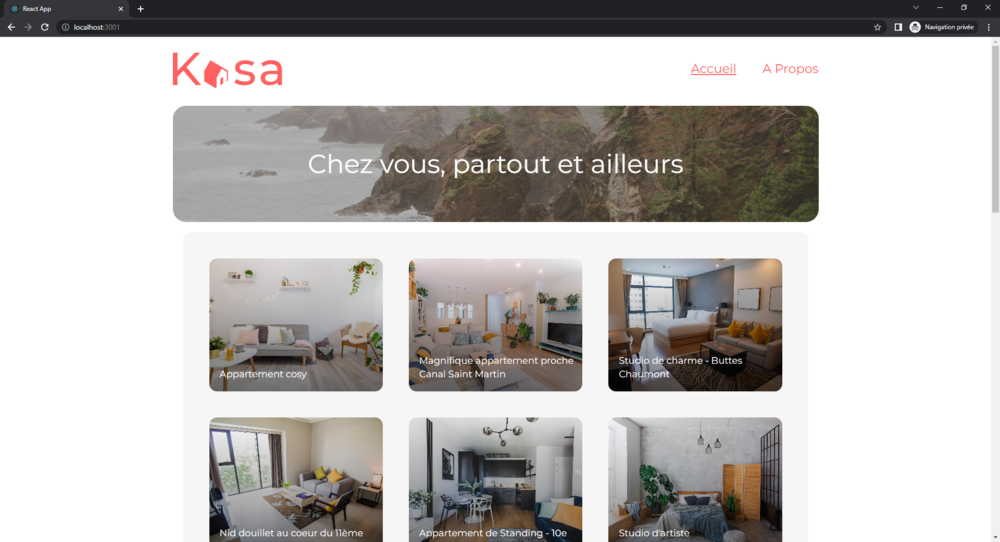 React App
localhost:3001
Navigation privée
Kasa
Accueil
A Propos
Chez vous, partout et ailleurs
Appartement cosy
Magnifique appartement proche
Canal Saint Martin
Studio de charme - Buttes
Chaumont
Nid douillet au coeur du 11ème
Appartement de Standing - 10e
Studio d'artiste